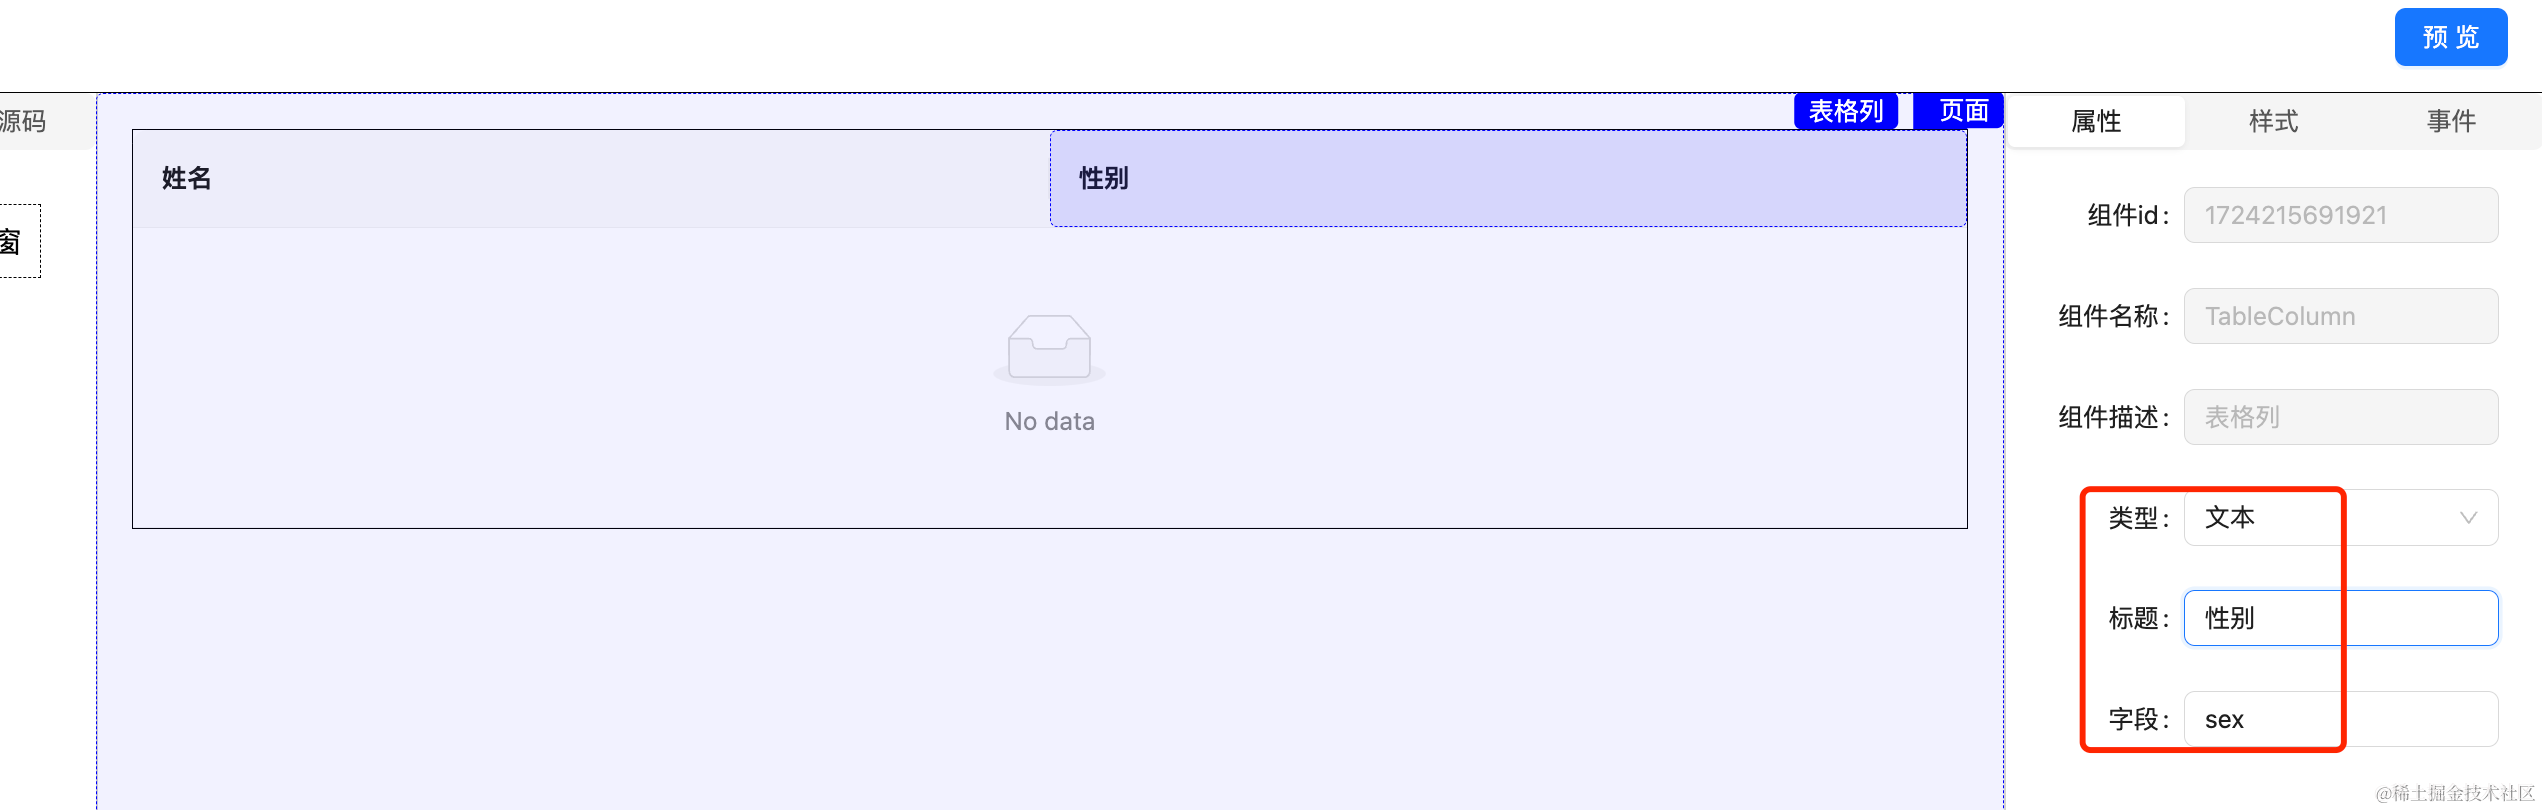 预 览
源码
表格列
页面
属性
样式
事件
窗
姓名
性别
No data
组件id:
1724215691921
组件名称:
TableColumn
组件描述:
表格列
类型:
文本
标题:
性别
字段:
sex
@稀土掘金技术社区